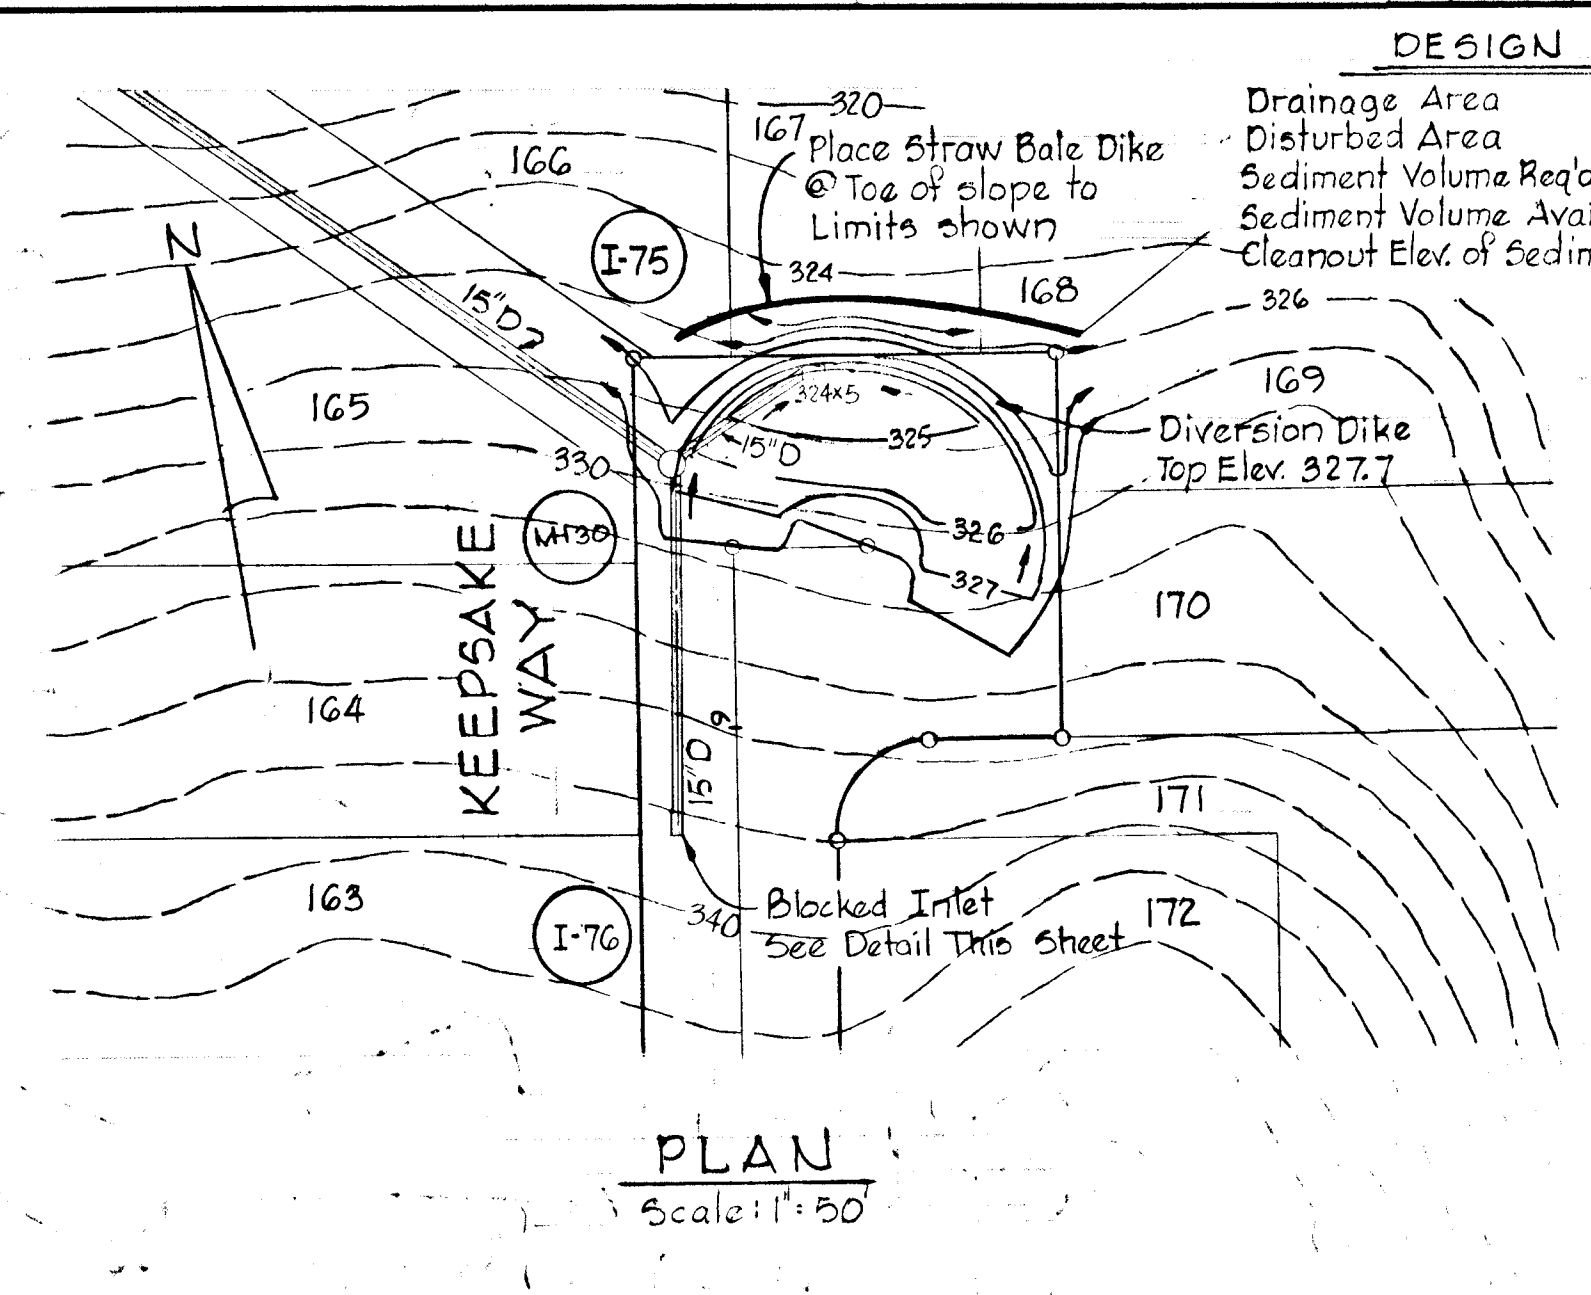 DESIGN
Drainage Area
Disturbed Area
Sediment Volume Req'd
Sediment Volume Avai
Cleanout Elev. of Sedim
320
167
Place Straw Bale Dike
@ Toe of slope to
Limits shown
166
N
I-75
324
168
326
15"D
165
324x5
169
325
15"D
Diversion Dike
Top Elev. 327.7
330
MH30
326
327
KEEPSAKE
WAY
170
164
15"D
171
163
340
Blocked Inlet
See Detail This Sheet
172
I-76
PLAN
Scale: 1"=50'